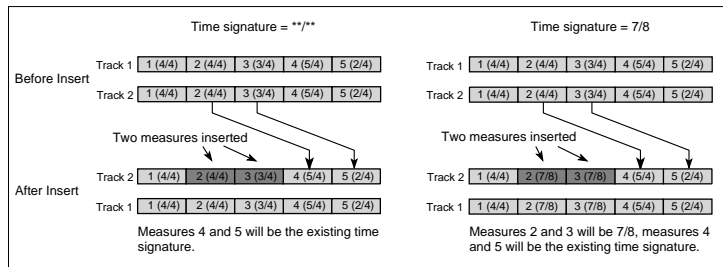 Time signature = **/** Time signature = 7/8
Track 1 1 (4/4) 2 (4/4) 3 (3/4) 4 (5/4) 5 (2/4) Track 1 1 (4/4) 2 (4/4) 3 (3/4) 4 (5/4) 5 (2/4)
Before Insert
Track 2 1 (4/4) 2 (4/4) 3 (3/4) 4 (5/4) 5 (2/4) Track 2 1 (4/4) 2 (4/4) 3 (3/4) 4 (5/4) 5 (2/4)
Two measures inserted Two measures inserted
Track 2 1 (4/4) 2 (4/4) 3 (3/4) 4 (5/4) 5 (2/4) Track 2 1 (4/4) 2 (7/8) 3 (7/8) 4 (5/4) 5 (2/4)
After Insert
Track 1 1 (4/4) 2 (4/4) 3 (3/4) 4 (5/4) 5 (2/4) Track 1 1 (4/4) 2 (7/8) 3 (7/8) 4 (5/4) 5 (2/4)
Measures 4 and 5 will be the existing time
signature.
Measures 2 and 3 will be 7/8, measures 4
and 5 will be the existing time signature.